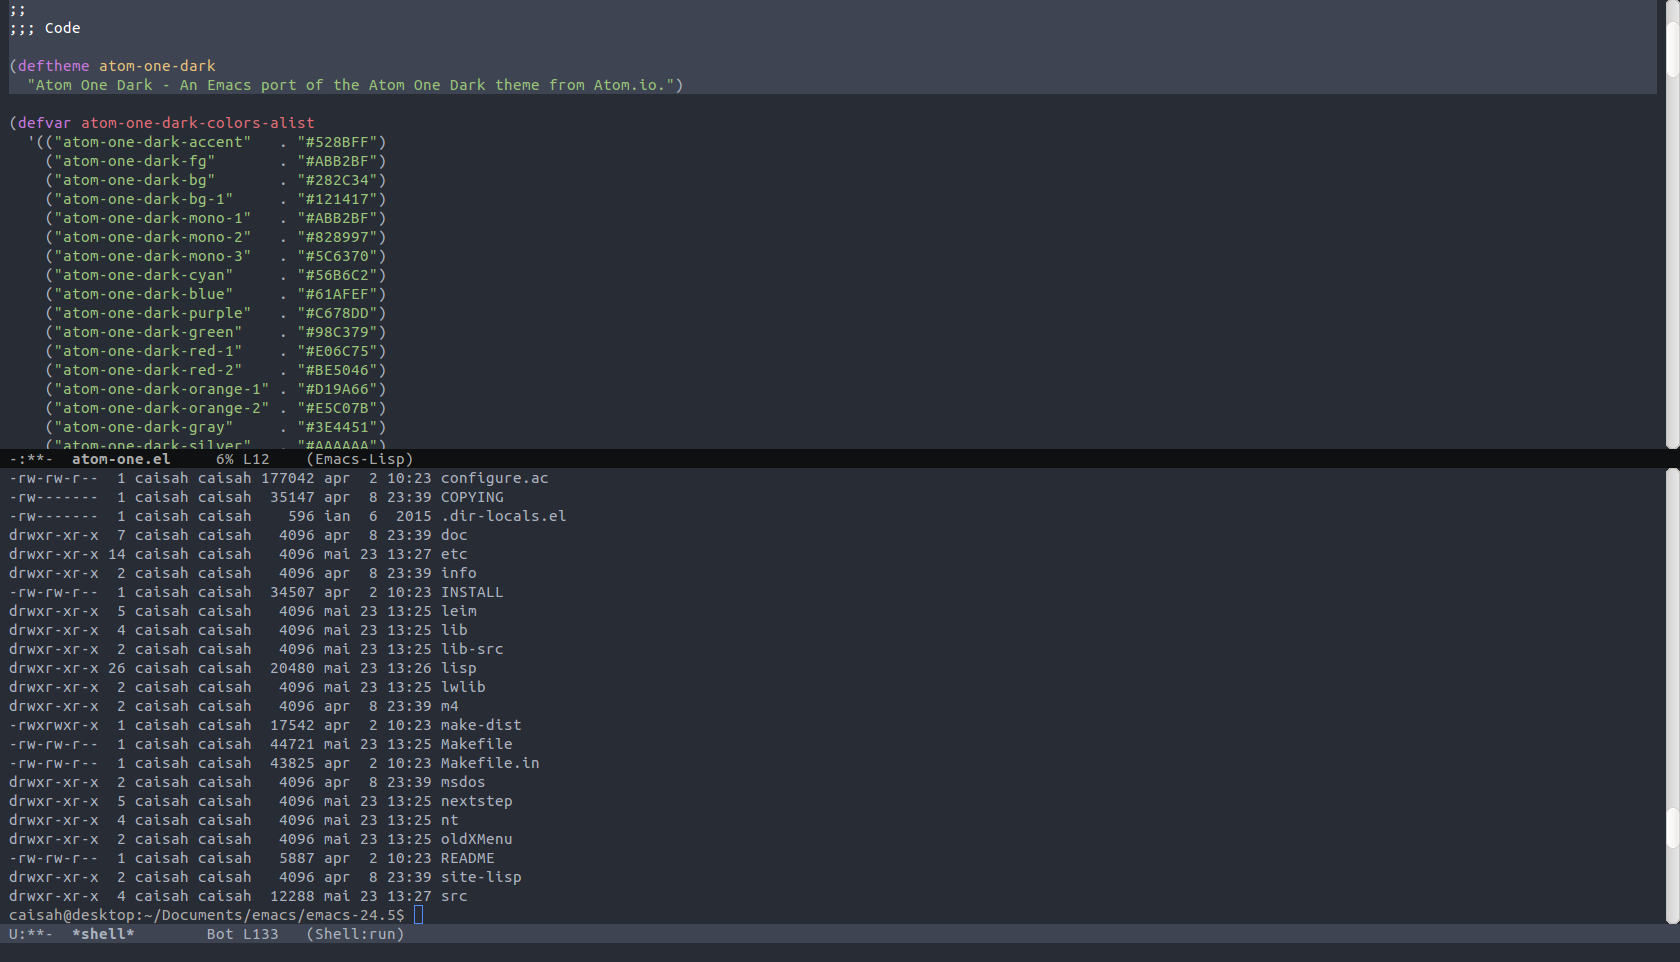 ;;
;;; Code

(deftheme atom-one-dark
  "Atom One Dark - An Emacs port of the Atom One Dark theme from Atom.io.")

(defvar atom-one-dark-colors-alist
  '(("atom-one-dark-accent"   . "#528BFF")
    ("atom-one-dark-fg"       . "#ABB2BF")
    ("atom-one-dark-bg"       . "#282C34")
    ("atom-one-dark-bg-1"     . "#121417")
    ("atom-one-dark-mono-1"   . "#ABB2BF")
    ("atom-one-dark-mono-2"   . "#828997")
    ("atom-one-dark-mono-3"   . "#5C6370")
    ("atom-one-dark-cyan"     . "#56B6C2")
    ("atom-one-dark-blue"     . "#61AFEF")
    ("atom-one-dark-purple"   . "#C678DD")
    ("atom-one-dark-green"    . "#98C379")
    ("atom-one-dark-red-1"    . "#E06C75")
    ("atom-one-dark-red-2"    . "#BE5046")
    ("atom-one-dark-orange-1" . "#D19A66")
    ("atom-one-dark-orange-2" . "#E5C07B")
    ("atom-one-dark-gray"     . "#3E4451")
    ("atom-one-dark-silver"   . "#AAAAAA")
-:**-  atom-one.el     6% L12    (Emacs-Lisp)
-rw-rw-r--  1 caisah caisah 177042 apr  2 10:23 configure.ac
-rw-------  1 caisah caisah  35147 apr  8 23:39 COPYING
-rw-------  1 caisah caisah    596 ian  6  2015 .dir-locals.el
drwxr-xr-x  7 caisah caisah   4096 apr  8 23:39 doc
drwxr-xr-x 14 caisah caisah   4096 mai 23 13:27 etc
drwxr-xr-x  2 caisah caisah   4096 apr  8 23:39 info
-rw-rw-r--  1 caisah caisah  34507 apr  2 10:23 INSTALL
drwxr-xr-x  5 caisah caisah   4096 mai 23 13:25 leim
drwxr-xr-x  4 caisah caisah   4096 mai 23 13:25 lib
drwxr-xr-x  2 caisah caisah   4096 mai 23 13:25 lib-src
drwxr-xr-x 26 caisah caisah  20480 mai 23 13:26 lisp
drwxr-xr-x  2 caisah caisah   4096 mai 23 13:25 lwlib
drwxr-xr-x  2 caisah caisah   4096 apr  8 23:39 m4
-rwxrwxr-x  1 caisah caisah  17542 apr  2 10:23 make-dist
-rw-rw-r--  1 caisah caisah  44721 mai 23 13:25 Makefile
-rw-rw-r--  1 caisah caisah  43825 apr  2 10:23 Makefile.in
drwxr-xr-x  2 caisah caisah   4096 apr  8 23:39 msdos
drwxr-xr-x  5 caisah caisah   4096 mai 23 13:25 nextstep
drwxr-xr-x  4 caisah caisah   4096 mai 23 13:25 nt
drwxr-xr-x  2 caisah caisah   4096 mai 23 13:25 oldXMenu
-rw-rw-r--  1 caisah caisah   5887 apr  2 10:23 README
drwxr-xr-x  2 caisah caisah   4096 apr  8 23:39 site-lisp
drwxr-xr-x  4 caisah caisah  12288 mai 23 13:27 src
caisah@desktop:~/Documents/emacs/emacs-24.5$
U:**-  *shell*        Bot L133   (Shell:run)